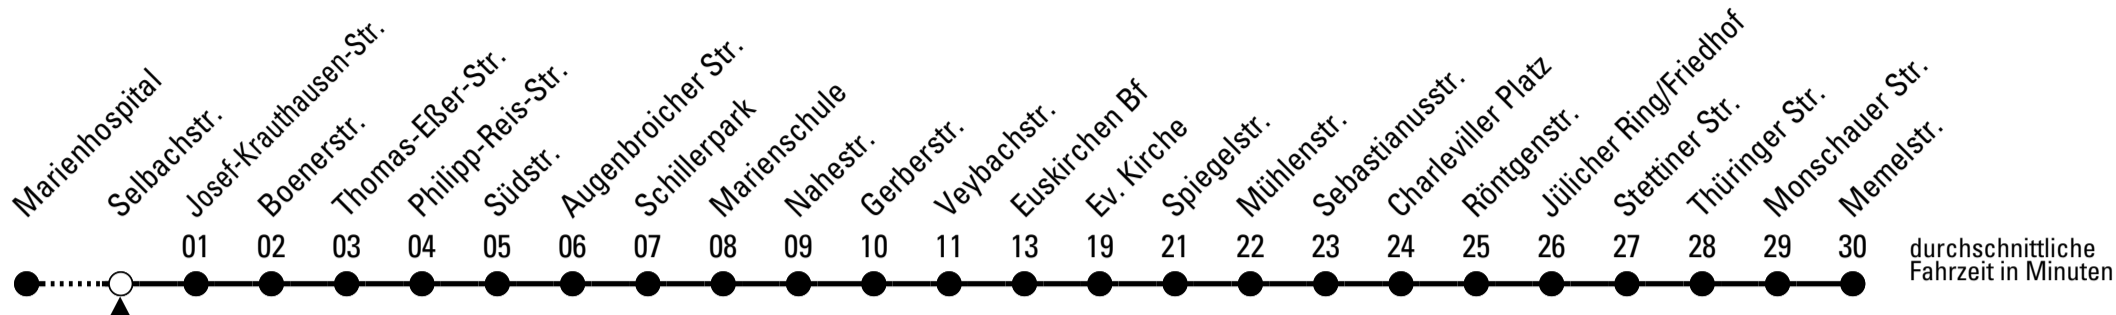 Marienhospital
Selbachstr.
Josef-Krauthausen-Str.
Boenerstr.
Thomas-Eßer-Str.
Philipp-Reis-Str.
Südstr.
Augenbroicher Str.
Schillerpark
Marienschule
Nahestr.
Gerberstr.
Veybachstr.
Euskirchen Bf
Ev. Kirche
Spiegelstr.
Mühlenstr.
Sebastianusstr.
Charleviller Platz
Röntgenstr.
Jülicher Ring/Friedhof
Stettiner Str.
Thüringer Str.
Monschauer Str.
Memelstr.
01 02 03 04 05 06 07 08 09 10 11 13 19 21 22 23 24 25 26 27 28 29 30
durchschnittliche
Fahrzeit in Minuten